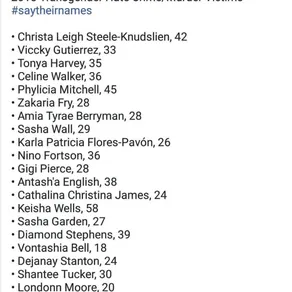 #saytheirnames
• Christa Leigh Steele-Knudslien, 42
• Viccky Gutierrez, 33
• Tonya Harvey, 35
• Celine Walker, 36
• Phylicia Mitchell, 45
• Zakaria Fry, 28
• Amia Tyrae Berryman, 28
• Sasha Wall, 29
• Karla Patricia Flores-Pavón, 26
• Nino Fortson, 36
• Gigi Pierce, 28
• Antash'a English, 38
• Cathalina Christina James, 24
• Keisha Wells, 58
• Sasha Garden, 27
• Diamond Stephens, 39
• Vontashia Bell, 18
• Dejanay Stanton, 24
• Shantee Tucker, 30
• Londonn Moore, 20